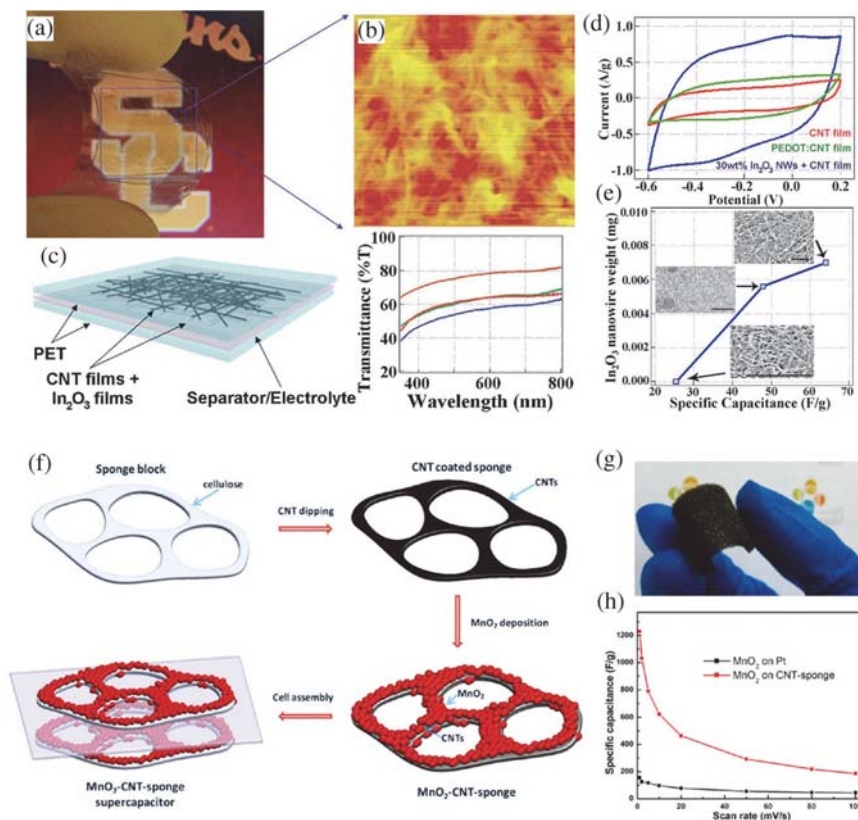 (a)
(b)
(c)
PET
CNT films +
In₂O₃ films
Separator/Electrolyte
Transmittance (%T)
100
80
60
40
20
400
600
800
Wavelength (nm)
(d)
Current (A/g)
1.0
0.5
0.0
-0.5
-1.0
CNT film
PEDOT:CNT film
30wt% In₂O₃ NWs + CNT film
-0.6
-0.4
-0.2
0.0
0.2
Potential (V)
(e)
In₂O₃ nanowire weight (mg)
0.010
0.008
0.006
0.004
0.002
0.000
20
30
40
50
60
70
Specific Capacitance (F/g)
(f)
Sponge block
cellulose
CNT dipping
CNT coated sponge
CNTs
MnO₂ deposition
MnO₂
CNTs
MnO₂-CNT-sponge
Cell assembly
MnO₂-CNT-sponge
supercapacitor
(g)
(h)
Specific capacitance (F/g)
1200
1000
800
600
400
200
0
MnO₂ on Pt
MnO₂ on CNT-sponge
0
20
40
60
80
100
Scan rate (mV/s)